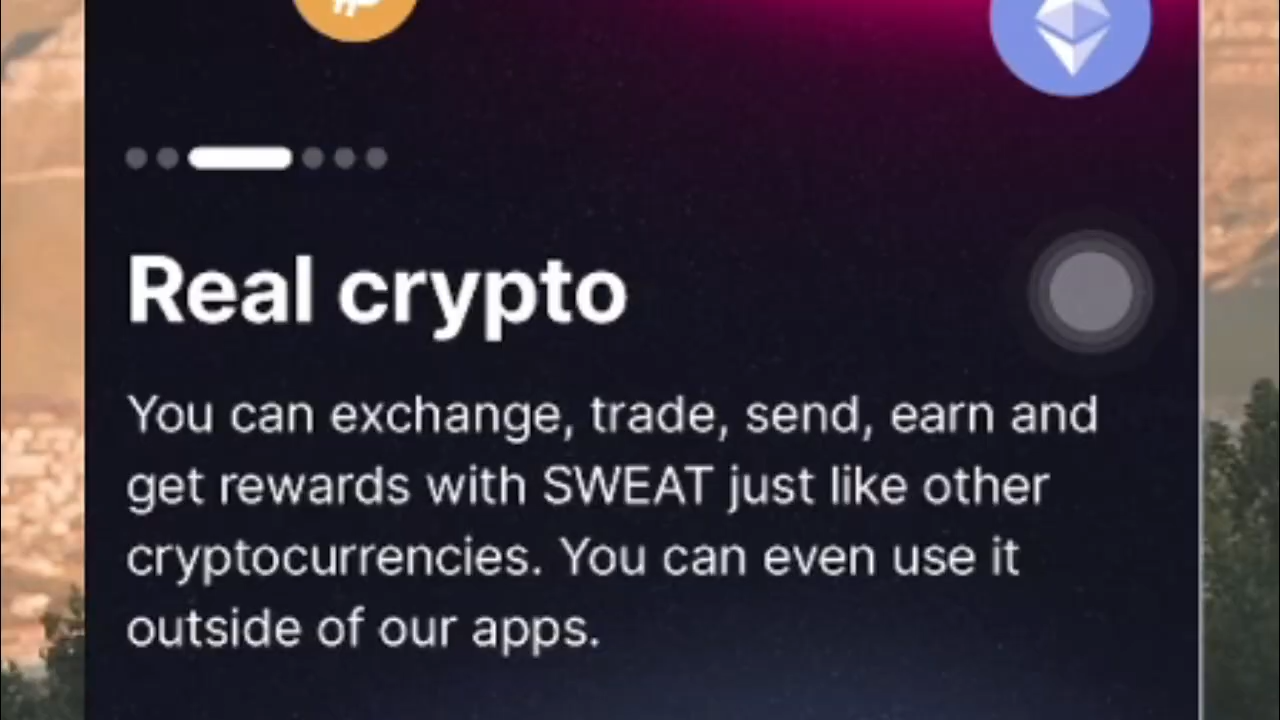 Real crypto
You can exchange, trade, send, earn and
get rewards with SWEAT just like other
cryptocurrencies. You can even use it
outside of our apps.